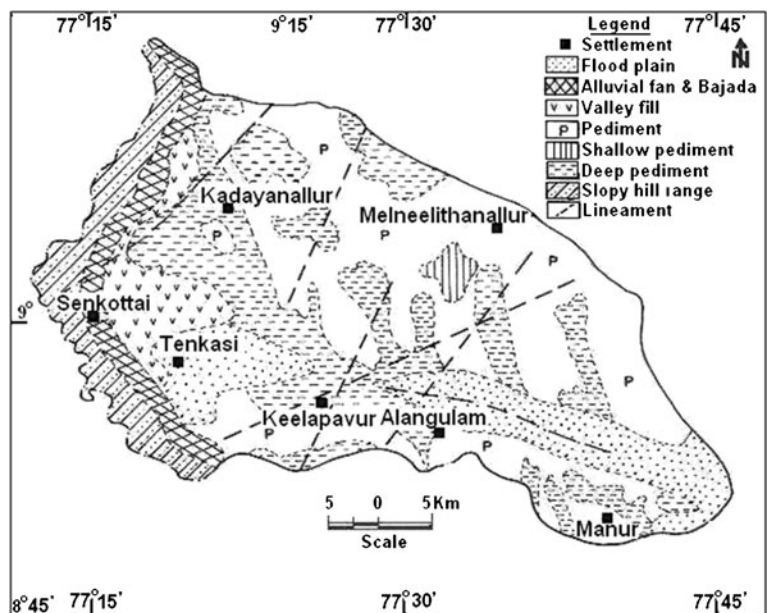 77°15' 9°15' 77°30' 77°45'
Legend
N
Settlement
Flood plain
Alluvial fan & Bajada
Valley fill
P Pediment
Shallow pediment
Deep pediment
Slopy hill range
Lineament
P
Kadayanallur
Melneelithanallur
P
P
P
Senkottai
9°
Tenkasi
P
Keelapavur Alangulam
P
P
5 0 5Km
Scale
Manur
8°45' 77°15' 77°30' 77°45'